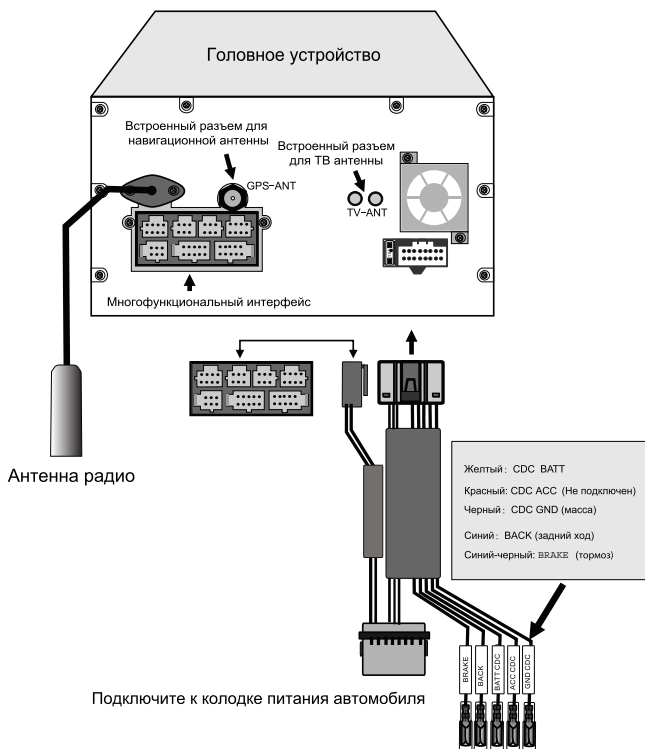 Головное устройство
Встроенный разъем для
навигационной антенны
Встроенный разъем
для ТВ антенны
GPS-ANT
TV-ANT
Многофункциональный интерфейс
Антенна радио
Желтый: CDC BATT
Красный: CDC ACC (Не подключен)
Черный: CDC GND (масса)
Синий: BACK (задний ход)
Синий-черный: BRAKE (тормоз)
BRAKE
BACK
BATT CDC
ACC CDC
GND CDC
Подключите к колодке питания автомобиля